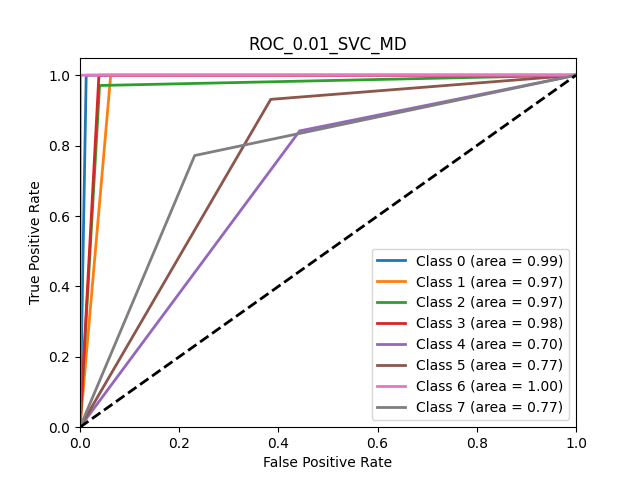 ROC_0.01_SVC_MD
True Positive Rate
1.0
0.8
0.6
0.4
0.2
0.0
0.0 0.2 0.4 0.6 0.8 1.0
False Positive Rate
Class 0 (area = 0.99)
Class 1 (area = 0.97)
Class 2 (area = 0.97)
Class 3 (area = 0.98)
Class 4 (area = 0.70)
Class 5 (area = 0.77)
Class 6 (area = 1.00)
Class 7 (area = 0.77)